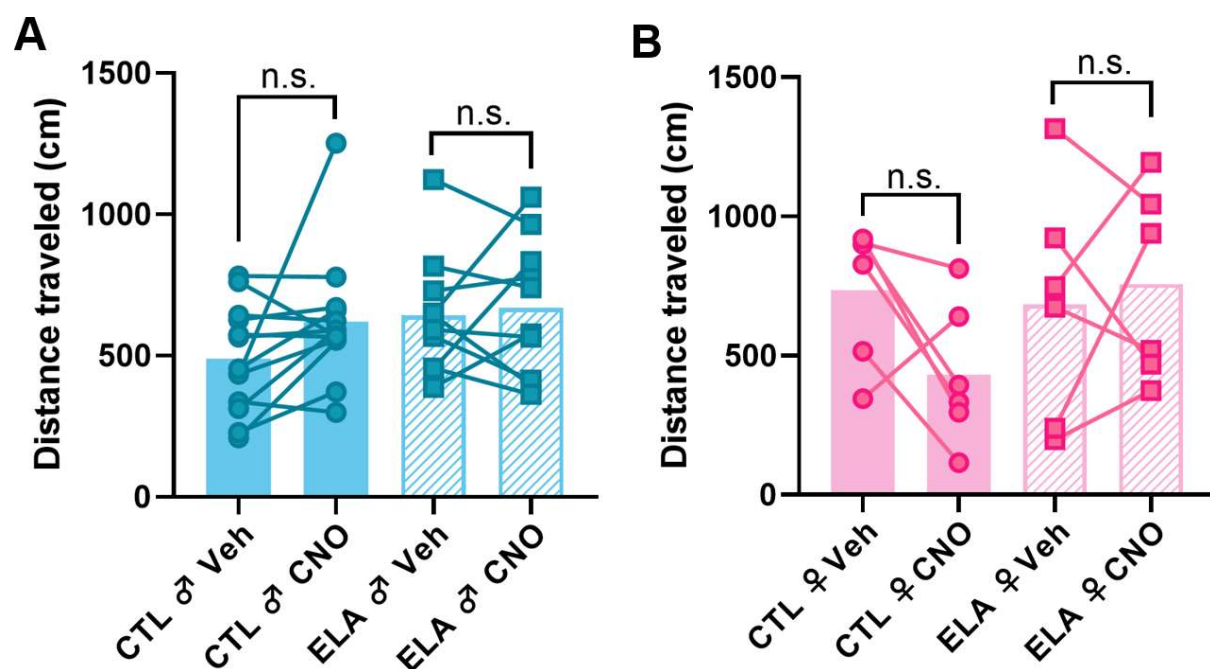 A
Distance traveled (cm)
1500
1000
500
0
n.s.
n.s.
CTL ♂ Veh
CTL ♂ CNO
ELA ♂ Veh
ELA ♂ CNO
B
Distance traveled (cm)
1500
1000
500
0
n.s.
n.s.
CTL ♀ Veh
CTL ♀ CNO
ELA ♀ Veh
ELA ♀ CNO